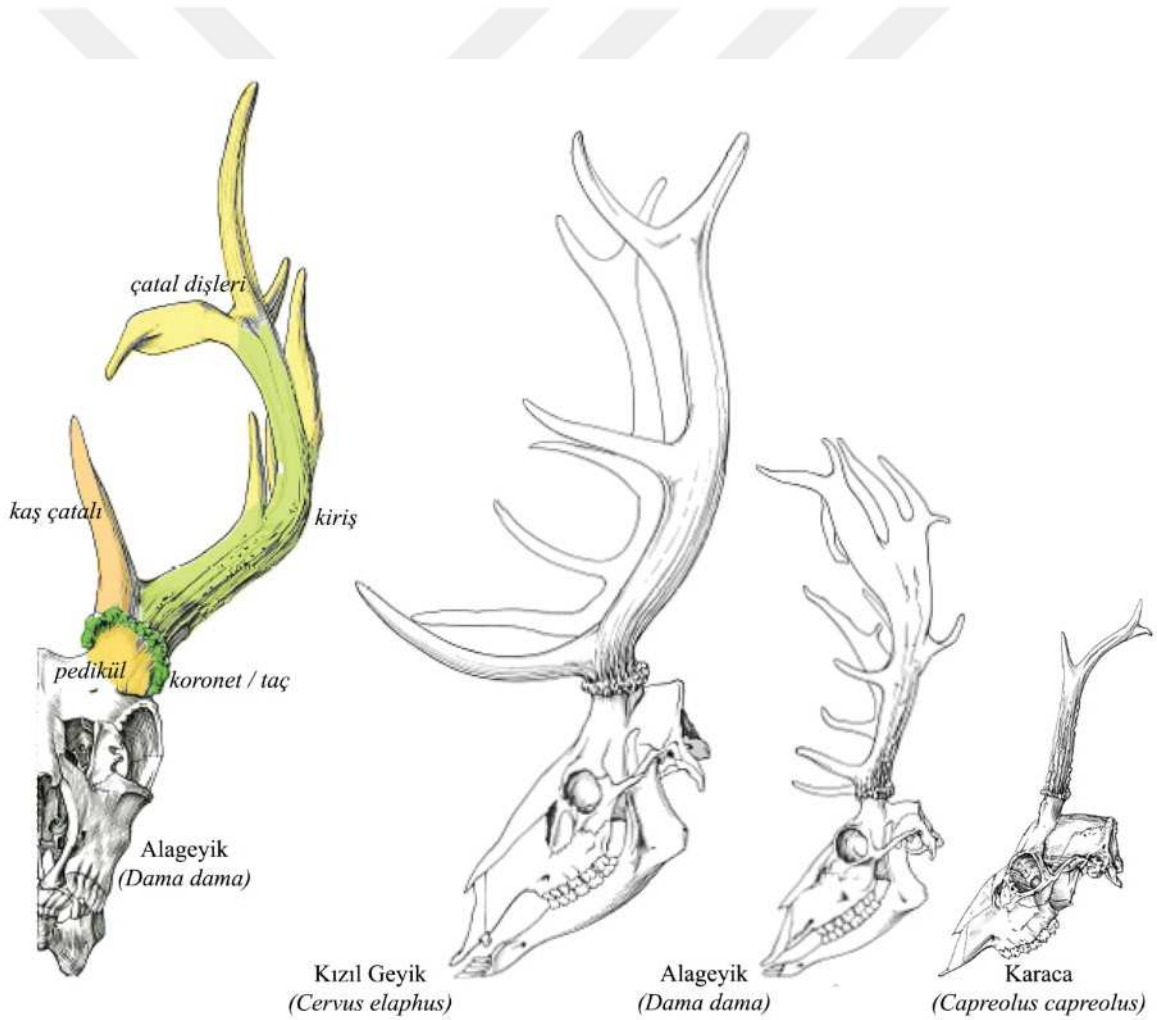 çatal dişleri
kaş çatalı
kiriş
pedikül
koronet / taç
Alageyik
(Dama dama)
Kızıl Geyik
(Cervus elaphus)
Alageyik
(Dama dama)
Karaca
(Capreolus capreolus)